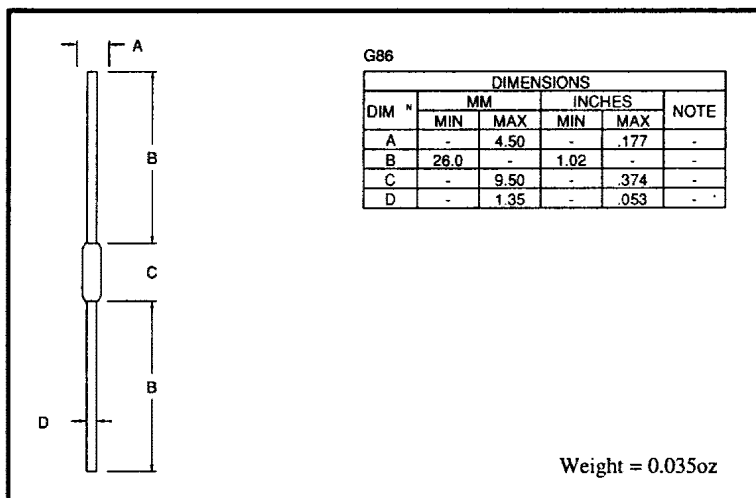 A
B
C
B
D
G86
DIMENSIONS
DIM N MM INCHES NOTE
MIN MAX MIN MAX
A - 4.50 - .177 -
B 26.0 - 1.02 - -
C - 9.50 - .374 -
D - 1.35 - .053 -
Weight = 0.035oz